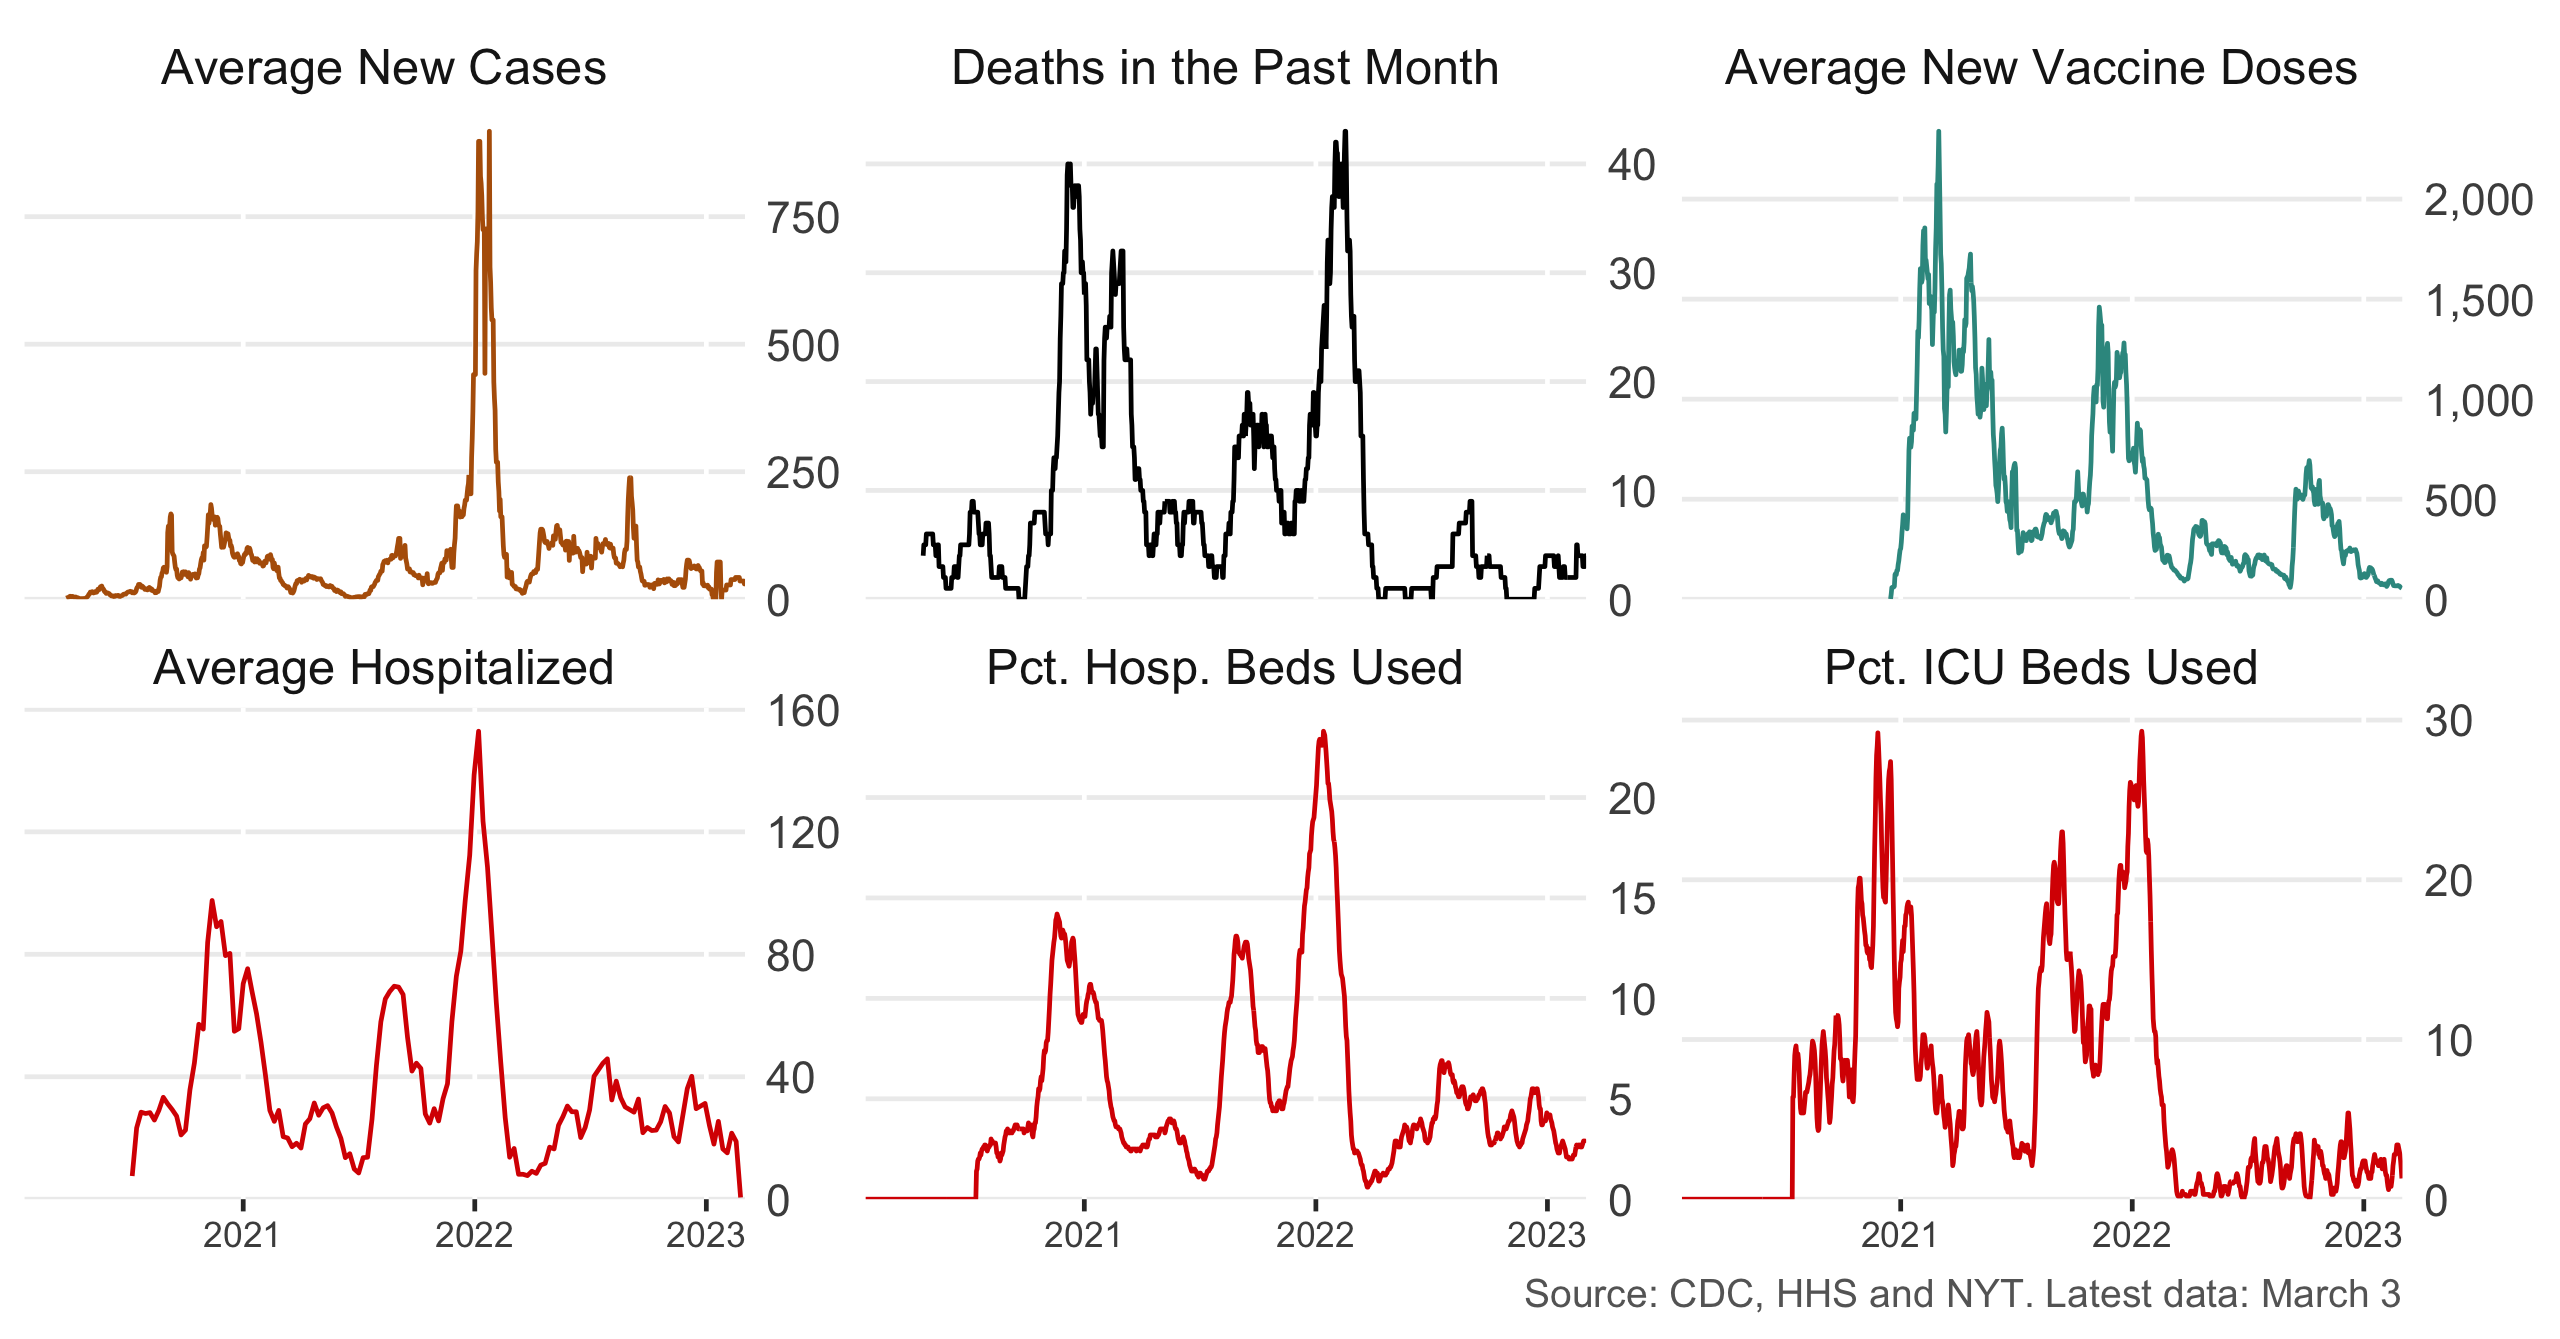 Average New Cases
Deaths in the Past Month
Average New Vaccine Doses
750
500
250
0
40
30
20
10
0
2,000
1,500
1,000
500
0
Average Hospitalized
Pct. Hosp. Beds Used
Pct. ICU Beds Used
160
120
80
40
0
20
15
10
5
0
30
20
10
0
2021 2022 2023
2021 2022 2023
2021 2022 2023
Source: CDC, HHS and NYT. Latest data: March 3